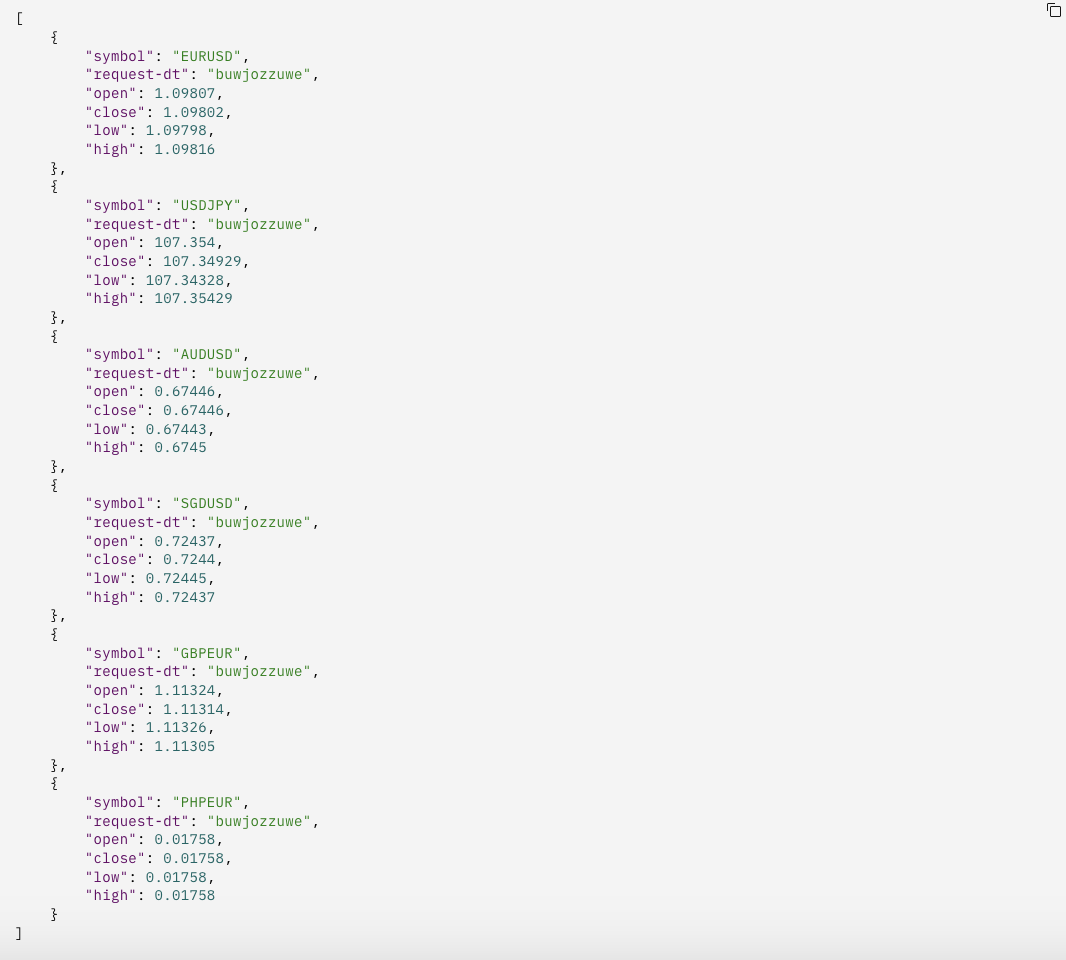 [
    {
        "symbol": "EURUSD",
        "request-dt": "buwjozzuwe",
        "open": 1.09807,
        "close": 1.09802,
        "low": 1.09798,
        "high": 1.09816
    },
    {
        "symbol": "USDJPY",
        "request-dt": "buwjozzuwe",
        "open": 107.354,
        "close": 107.34929,
        "low": 107.34328,
        "high": 107.35429
    },
    {
        "symbol": "AUDUSD",
        "request-dt": "buwjozzuwe",
        "open": 0.67446,
        "close": 0.67446,
        "low": 0.67443,
        "high": 0.6745
    },
    {
        "symbol": "SGDUSD",
        "request-dt": "buwjozzuwe",
        "open": 0.72437,
        "close": 0.7244,
        "low": 0.72445,
        "high": 0.72437
    },
    {
        "symbol": "GBPEUR",
        "request-dt": "buwjozzuwe",
        "open": 1.11324,
        "close": 1.11314,
        "low": 1.11326,
        "high": 1.11305
    },
    {
        "symbol": "PHPEUR",
        "request-dt": "buwjozzuwe",
        "open": 0.01758,
        "close": 0.01758,
        "low": 0.01758,
        "high": 0.01758
    }
]